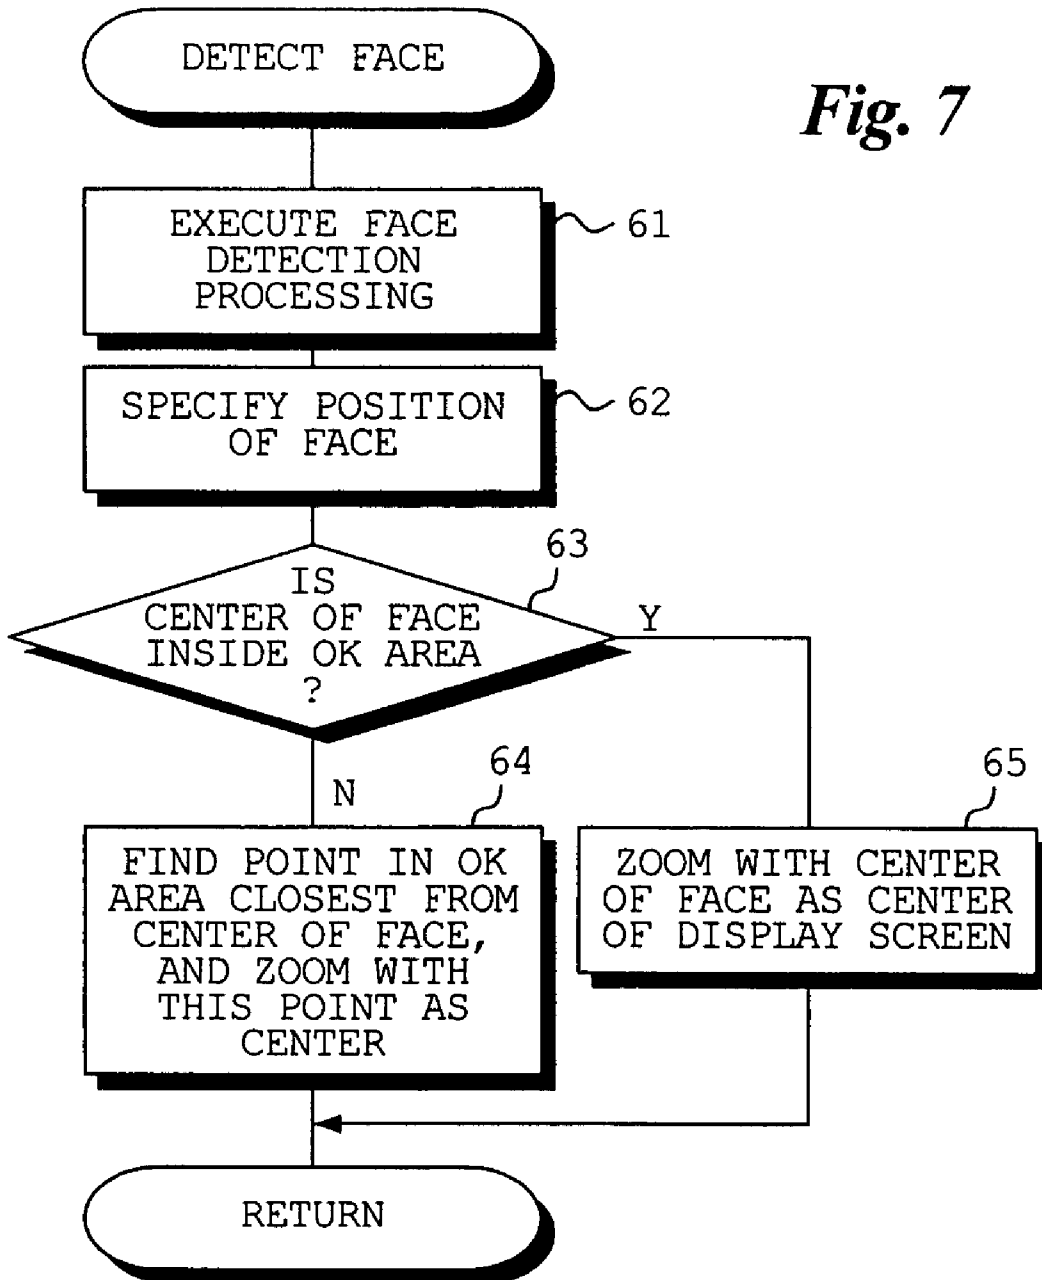 DETECT FACE
Fig. 7
EXECUTE FACE
DETECTION
PROCESSING
61
SPECIFY POSITION
OF FACE
62
63
IS
CENTER OF FACE
INSIDE OK AREA
?
Y
N
64
FIND POINT IN OK
AREA CLOSEST FROM
CENTER OF FACE,
AND ZOOM WITH
THIS POINT AS
CENTER
65
ZOOM WITH CENTER
OF FACE AS CENTER
OF DISPLAY SCREEN
RETURN